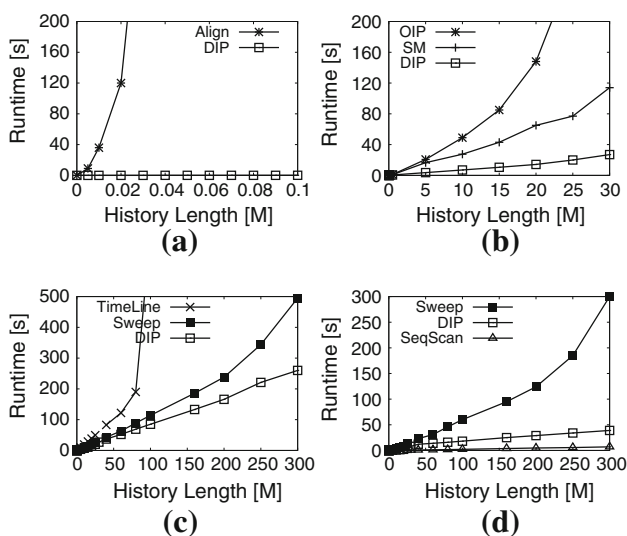 200
160
120
80
40
0
Runtime [s]
Align
DIP
0 0.02 0.04 0.06 0.08 0.1
History Length [M]
(a)
200
160
120
80
40
0
Runtime [s]
OIP
SM
DIP
0 5 10 15 20 25 30
History Length [M]
(b)
500
400
300
200
100
0
Runtime [s]
TimeLine
Sweep
DIP
0 50 100 150 200 250 300
History Length [M]
(c)
300
250
200
150
100
50
0
Runtime [s]
Sweep
DIP
SeqScan
0 50 100 150 200 250 300
History Length [M]
(d)